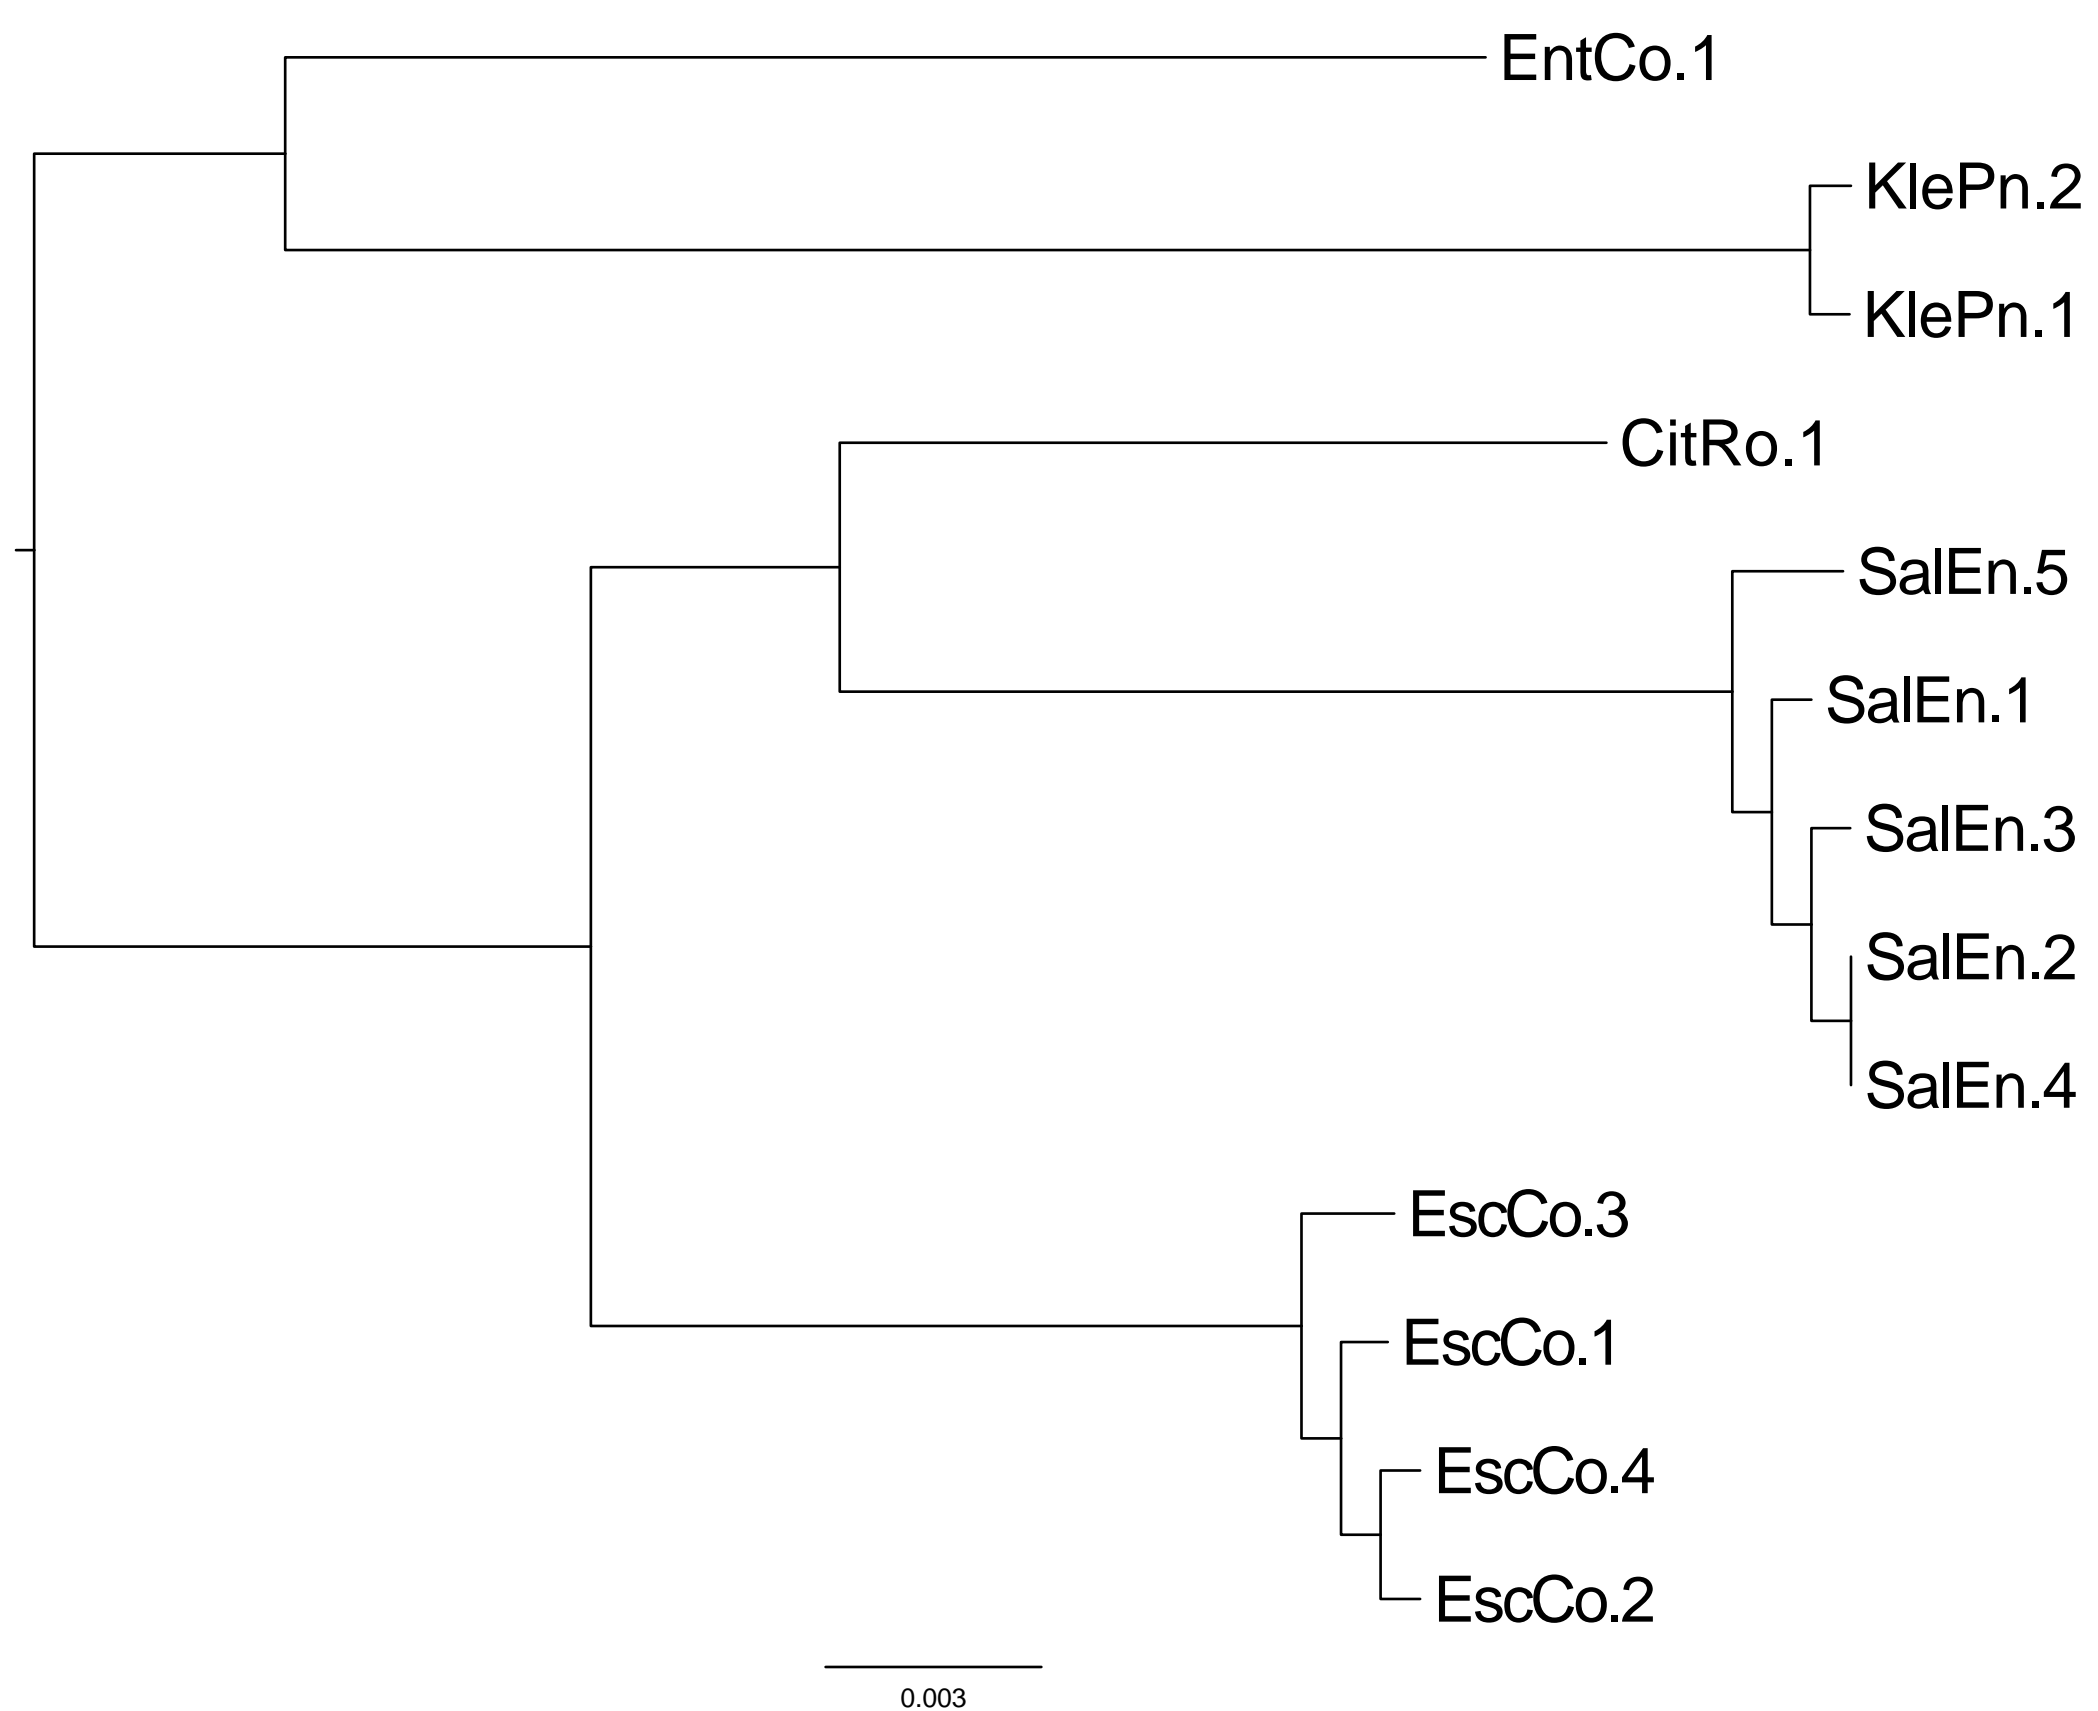 EntCo.1
KlePn.2
KlePn.1
CitRo.1
SalEn.5
SalEn.1
SalEn.3
SalEn.2
SalEn.4
EscCo.3
EscCo.1
EscCo.4
EscCo.2
0.003